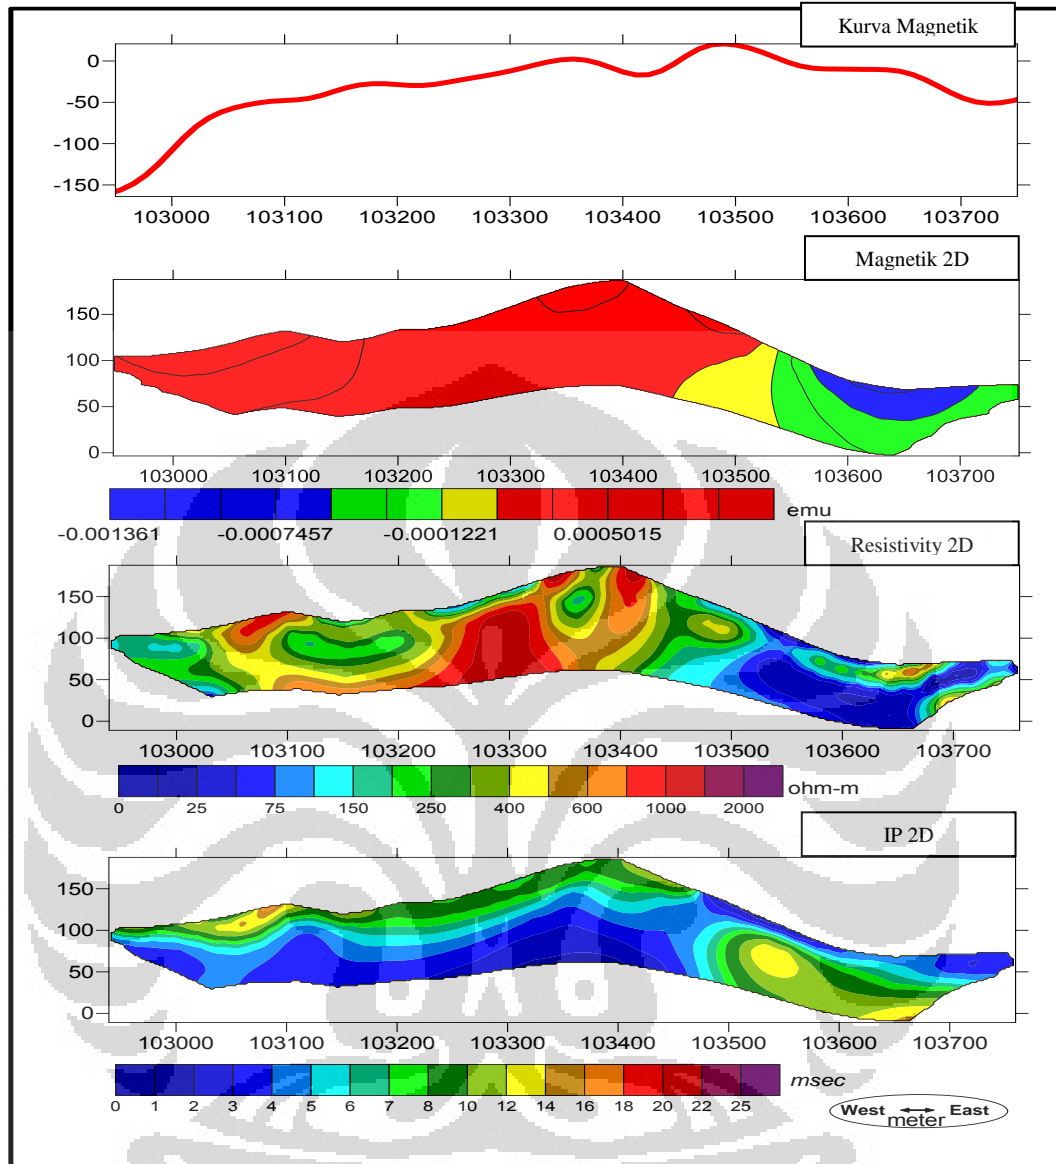 Kurva Magnetik
0
-50
-100
-150
103000 103100 103200 103300 103400 103500 103600 103700
Magnetik 2D
150
100
50
0
103000 103100 103200 103300 103400 103500 103600 103700
emu
-0.001361 -0.0007457 -0.0001221 0.0005015
Resistivity 2D
150
100
50
0
103000 103100 103200 103300 103400 103500 103600 103700
ohm-m
0 25 75 150 250 400 600 1000 2000
IP 2D
150
100
50
0
103000 103100 103200 103300 103400 103500 103600 103700
msec
0 1 2 3 4 5 6 7 8 10 12 14 16 18 20 22 25
West East
meter